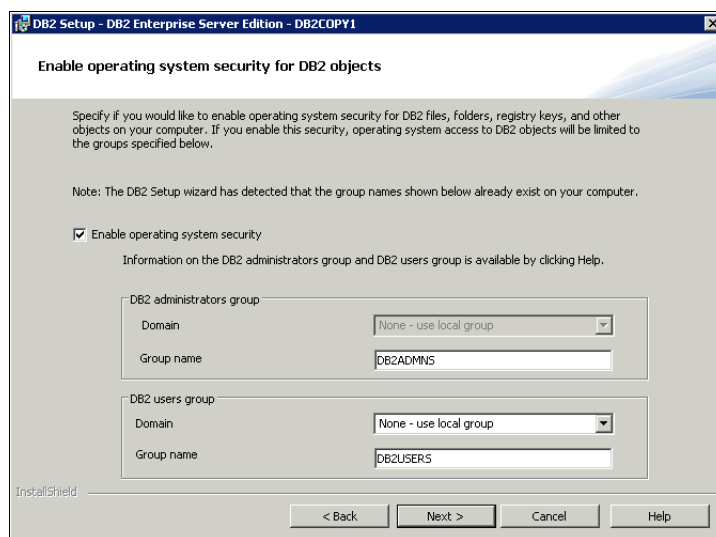 DB2 Setup - DB2 Enterprise Server Edition - DB2COPY1
Enable operating system security for DB2 objects
Specify if you would like to enable operating system security for DB2 files, folders, registry keys, and other
objects on your computer. If you enable this security, operating system access to DB2 objects will be limited to
the groups specified below.
Note: The DB2 Setup wizard has detected that the group names shown below already exist on your computer.
Enable operating system security
Information on the DB2 administrators group and DB2 users group is available by clicking Help.
DB2 administrators group
Domain
None - use local group
Group name
DB2ADMNS
DB2 users group
Domain
None - use local group
Group name
DB2USERS
InstallShield
< Back
Next >
Cancel
Help